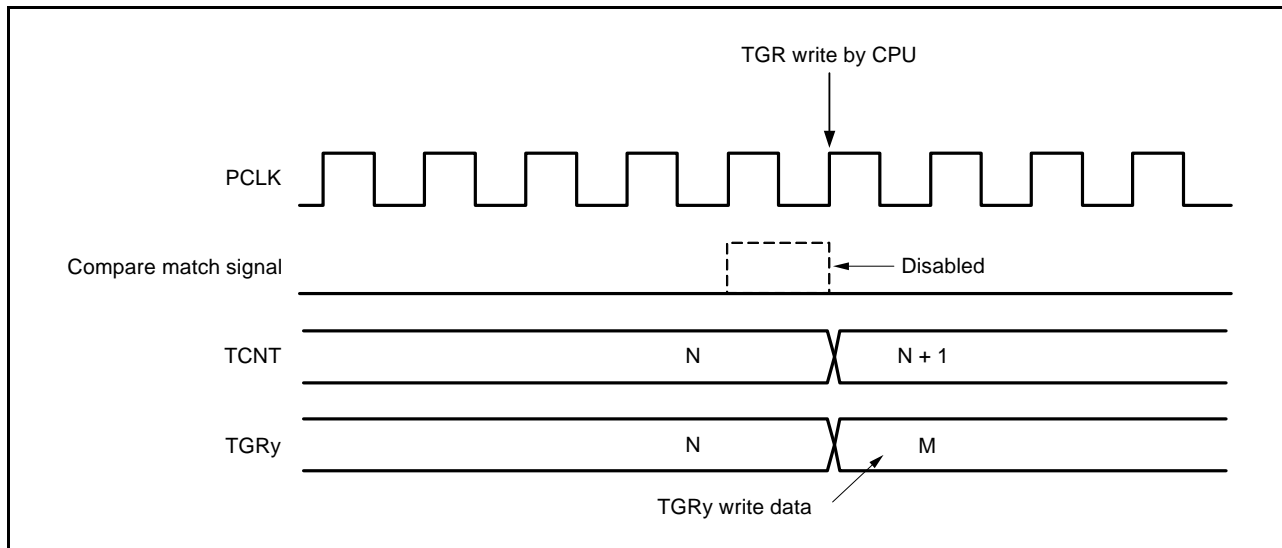 TGR write by CPU
PCLK
Compare match signal
Disabled
TCNT
N
N + 1
TGRy
N
M
TGRy write data